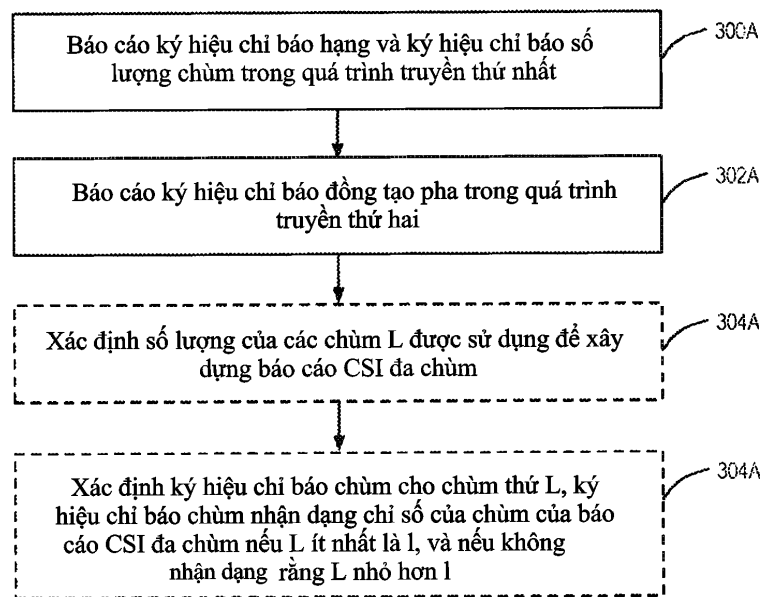 Báo cáo ký hiệu chỉ báo hạng và ký hiệu chỉ báo số
lượng chùm trong quá trình truyền thứ nhất
300A
Báo cáo ký hiệu chỉ báo đồng tạo pha trong quá trình
truyền thứ hai
302A
Xác định số lượng của các chùm L được sử dụng để xây
dựng báo cáo CSI đa chùm
304A
Xác định ký hiệu chỉ báo chùm cho chùm thứ L, ký
hiệu chỉ báo chùm nhận dạng chỉ số của chùm của báo
cáo CSI đa chùm nếu L ít nhất là l, và nếu không
nhận dạng rằng L nhỏ hơn l
304A